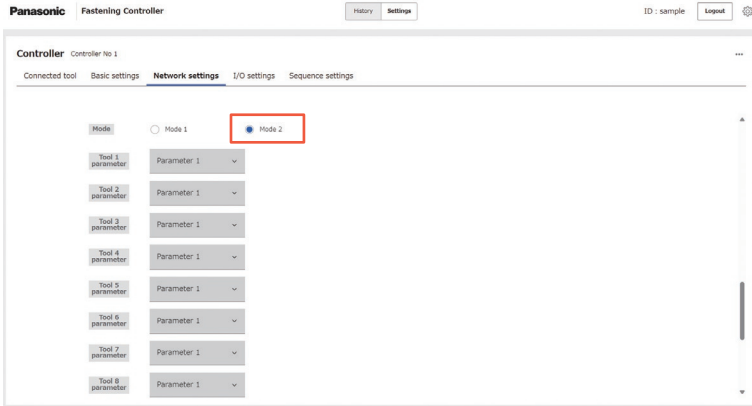 Panasonic Fastening Controller History Settings ID : sample Logout
Controller Controller No 1
Connected tool Basic settings Network settings I/O settings Sequence settings
Mode Mode 1 Mode 2
Tool 1
parameter Parameter 1
Tool 2
parameter Parameter 1
Tool 3
parameter Parameter 1
Tool 4
parameter Parameter 1
Tool 5
parameter Parameter 1
Tool 6
parameter Parameter 1
Tool 7
parameter Parameter 1
Tool 8
parameter Parameter 1